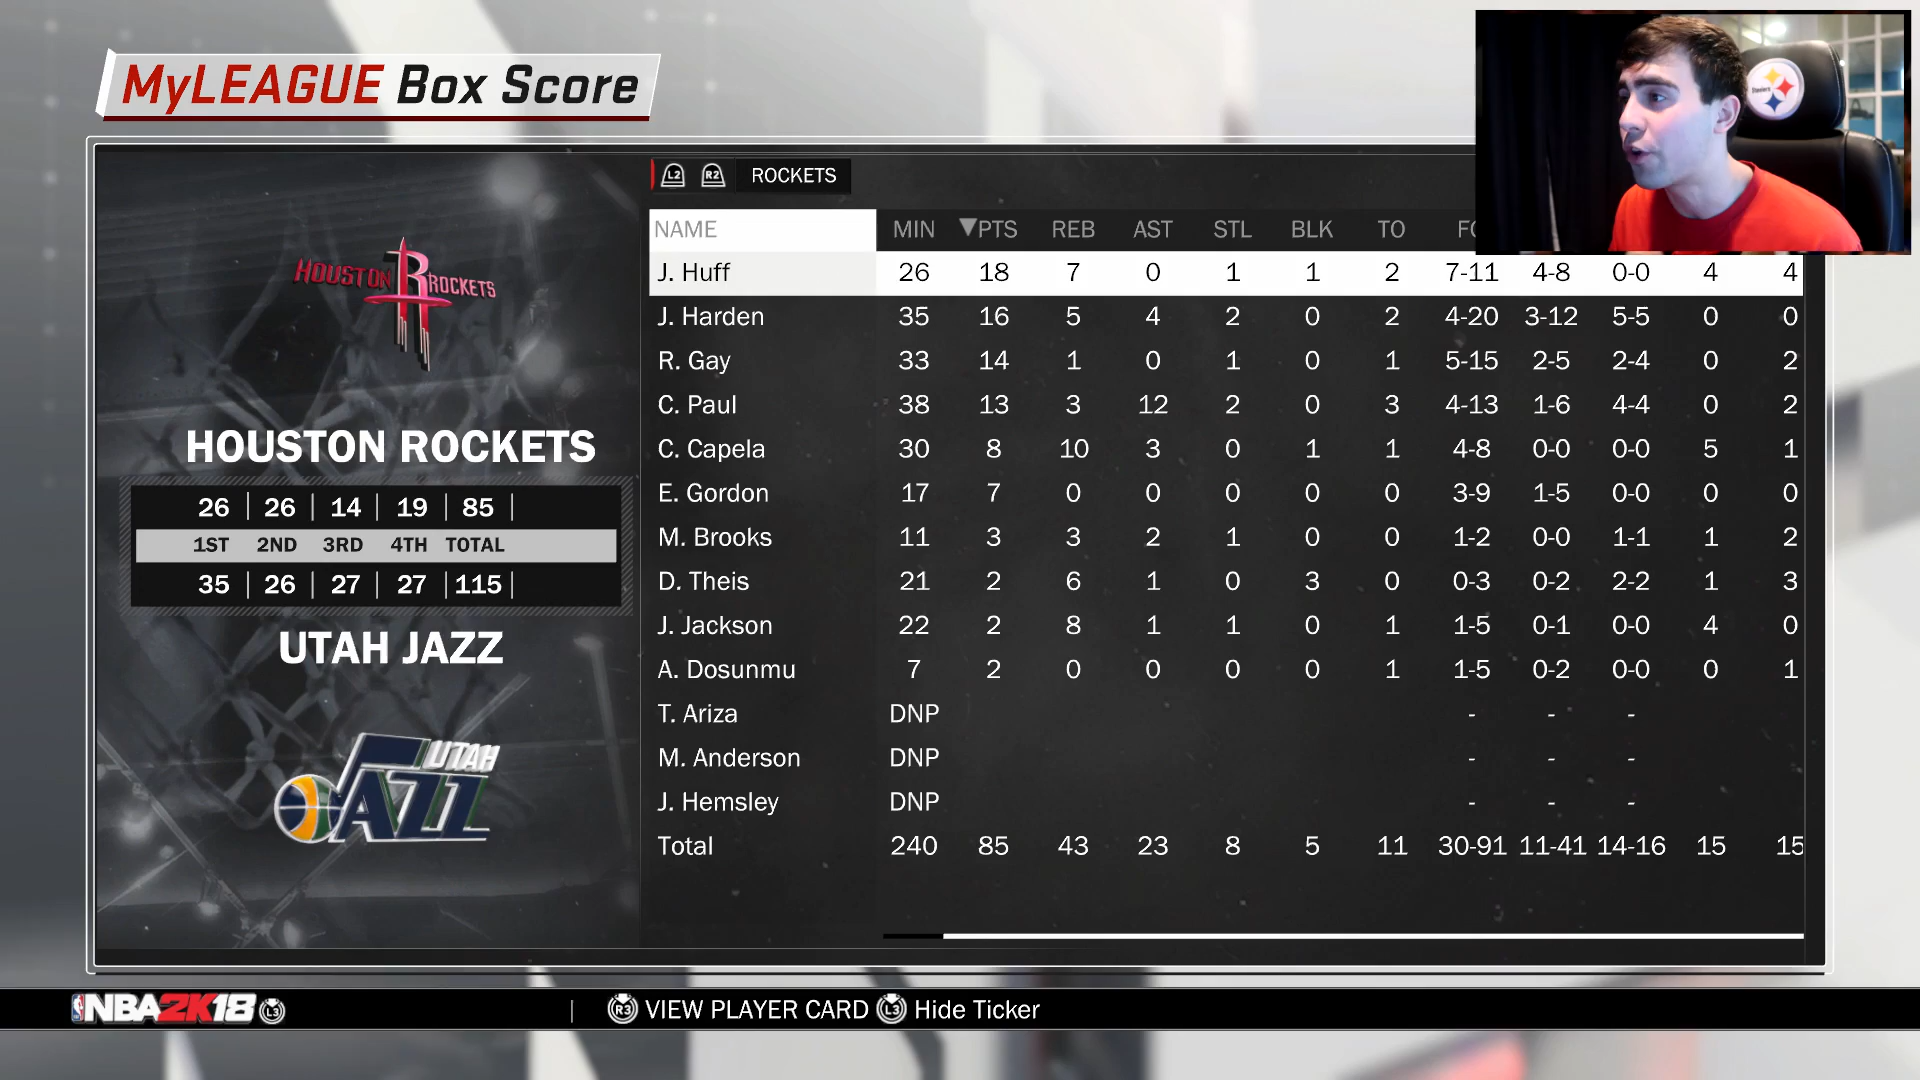 MyLEAGUE Box Score
L2 R2 ROCKETS
NAME MIN PTS REB AST STL BLK TO
J. Huff 26 18 7 0 1 1 2 7-11 4-8 0-0 4 4
J. Harden 35 16 5 4 2 0 2 4-20 3-12 5-5 0 0
R. Gay 33 14 1 0 1 0 1 5-15 2-5 2-4 0 2
C. Paul 38 13 3 12 2 0 3 4-13 1-6 4-4 0 2
C. Capela 30 8 10 3 0 1 1 4-8 0-0 0-0 5 1
E. Gordon 17 7 0 0 0 0 0 3-9 1-5 0-0 0 0
M. Brooks 11 3 3 2 1 0 0 1-2 0-0 1-1 1 2
D. Theis 21 2 6 1 0 3 0 0-3 0-2 2-2 1 3
J. Jackson 22 2 8 1 1 0 1 1-5 0-1 0-0 4 0
A. Dosunmu 7 2 0 0 0 0 1 1-5 0-2 0-0 0 1
T. Ariza DNP - - -
M. Anderson DNP - - -
J. Hemsley DNP - - -
Total 240 85 43 23 8 5 11 30-91 11-41 14-16 15 15
HOUSTON ROCKETS
HOUSTON ROCKETS
26 | 26 | 14 | 19 | 85 |
1ST 2ND 3RD 4TH TOTAL
35 | 26 | 27 | 27 | 115 |
UTAH JAZZ
UTAH JAZZ
Steelers
NBA2K18 L3 | R3 VIEW PLAYER CARD L3 Hide Ticker